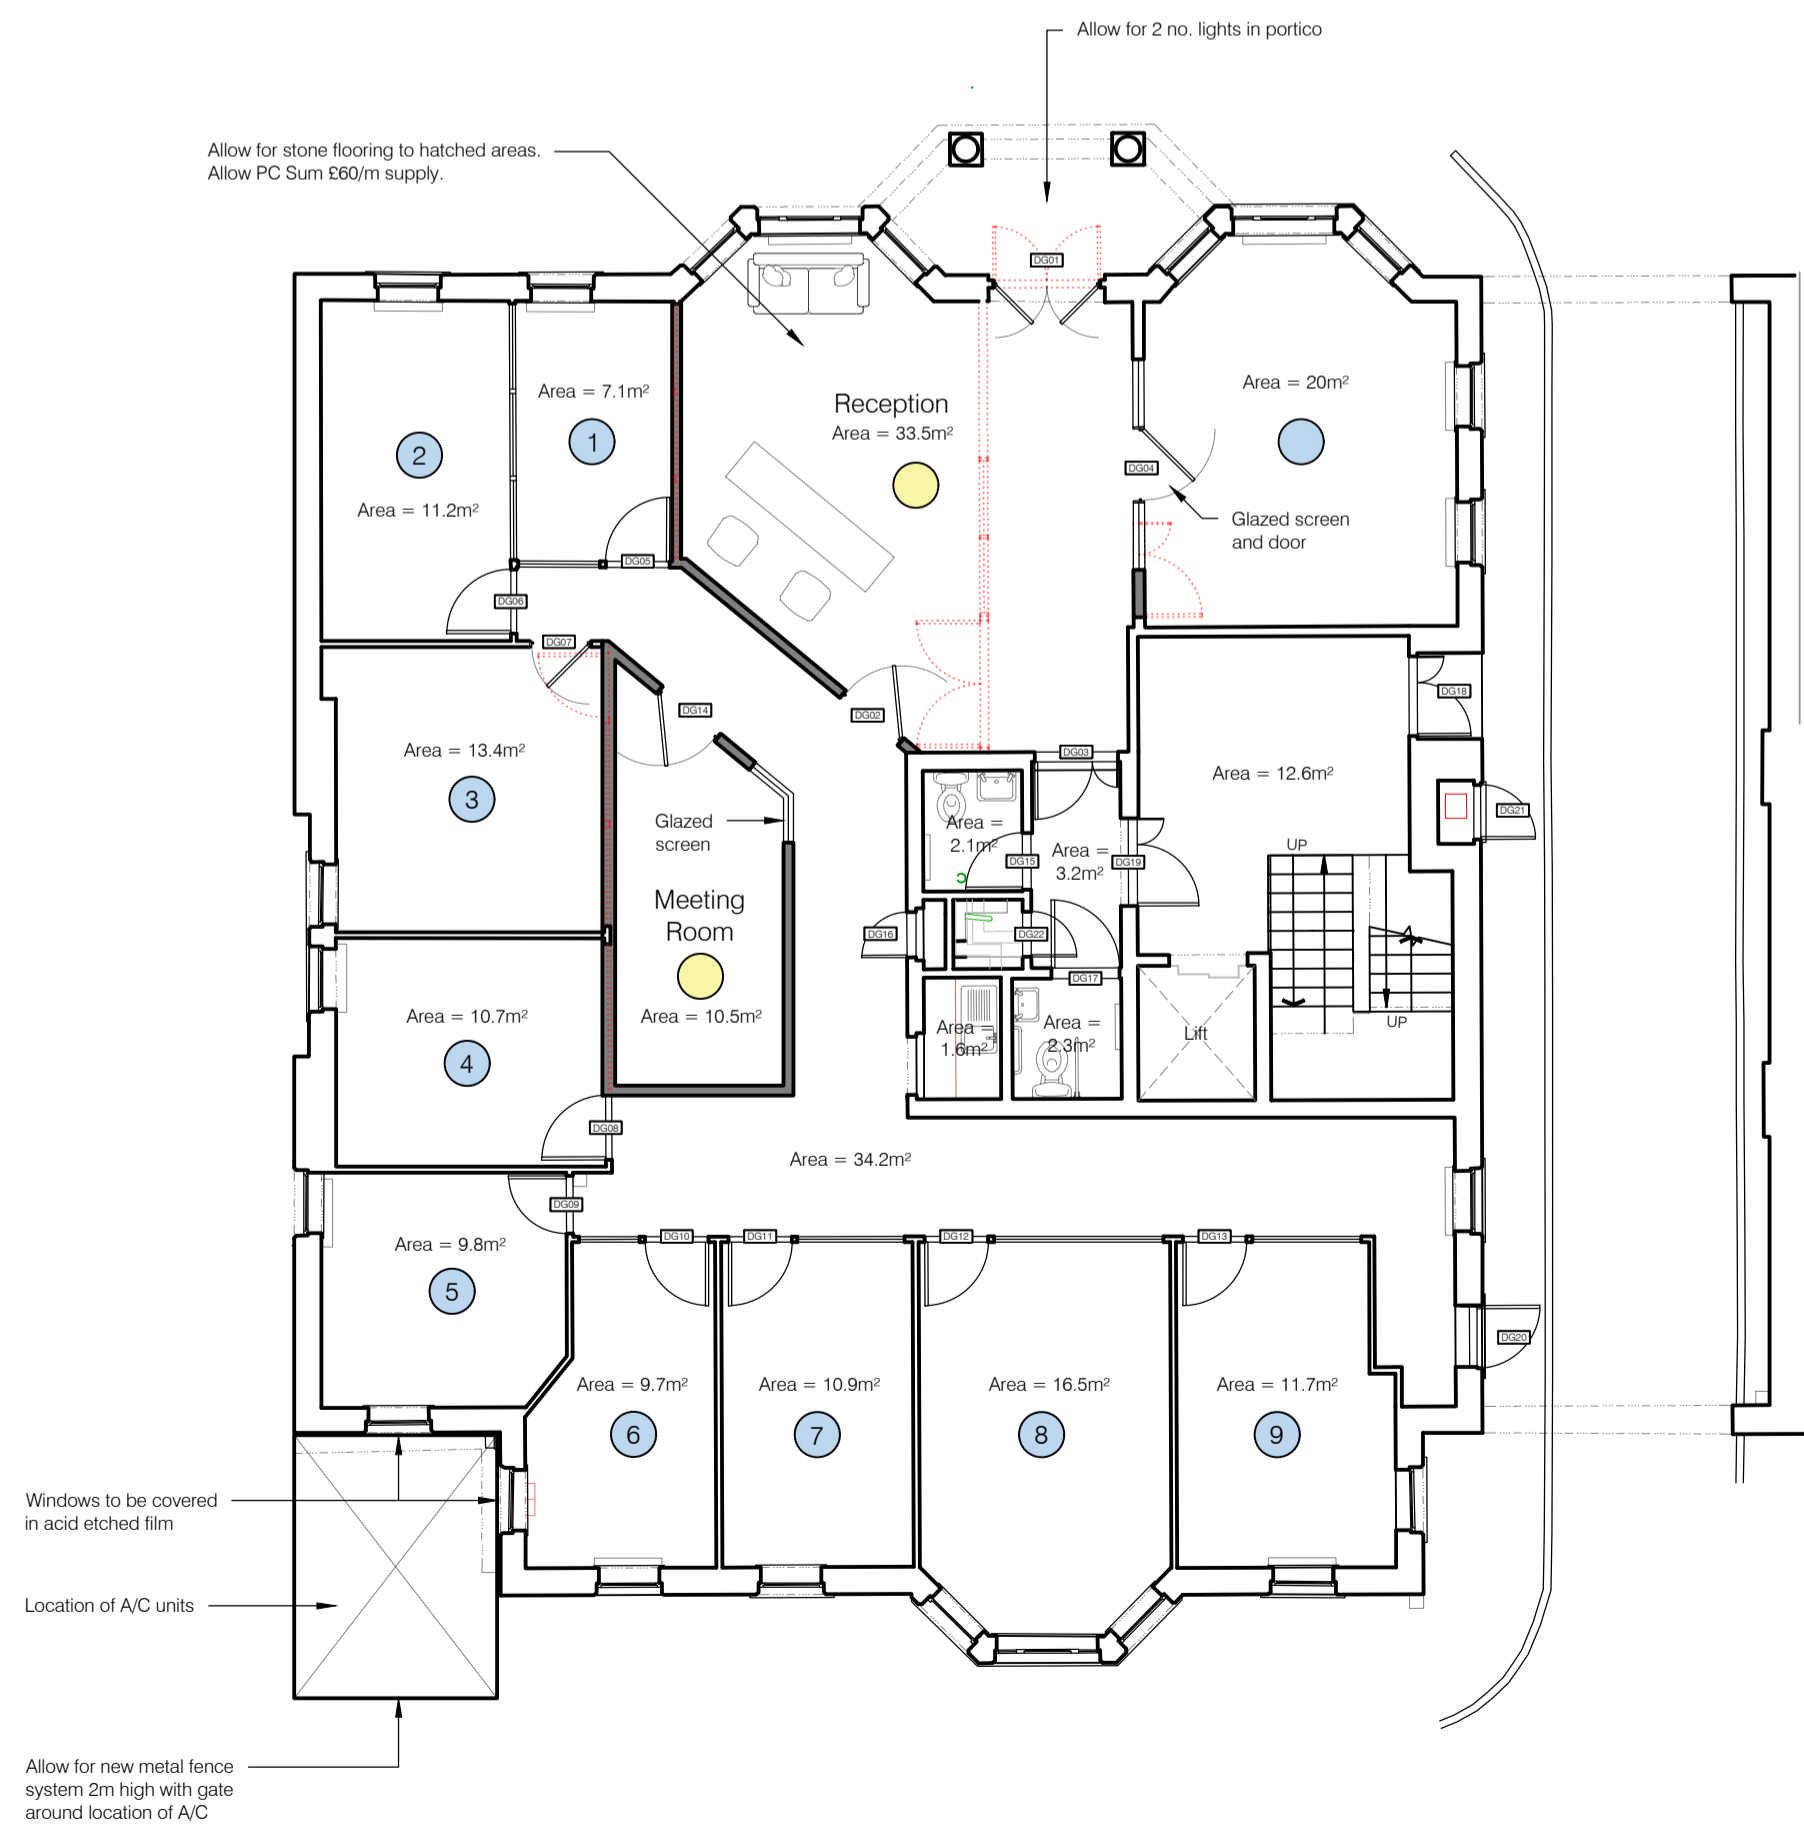 Allow for 2 no. lights in portico
Allow for stone flooring to hatched areas.
Allow PC Sum £60/m supply.
DG01
Area = 7.1m²
1
2
Area = 11.2m²
Reception
Area = 33.5m²
Area = 20m²
DG04
Glazed screen
and door
DG05
DG06
DG07
DG14
DG02
DG18
DG03
Area = 13.4m²
3
Area = 12.6m²
Glazed
screen
Area =
2.1m²
DG15
Area =
3.2m²
DG19
DG21
UP
Meeting
Room
Area = 10.5m²
DG16
DG22
DG17
Area = 10.7m²
4
Area =
1.6m²
Area =
2.3m²
Lift
UP
DG08
Area = 34.2m²
DG09
Area = 9.8m²
5
DG10
DG11
DG12
DG13
DG20
Area = 9.7m²
6
Area = 10.9m²
7
Area = 16.5m²
8
Area = 11.7m²
9
Windows to be covered
in acid etched film
Location of A/C units
Allow for new metal fence
system 2m high with gate
around location of A/C